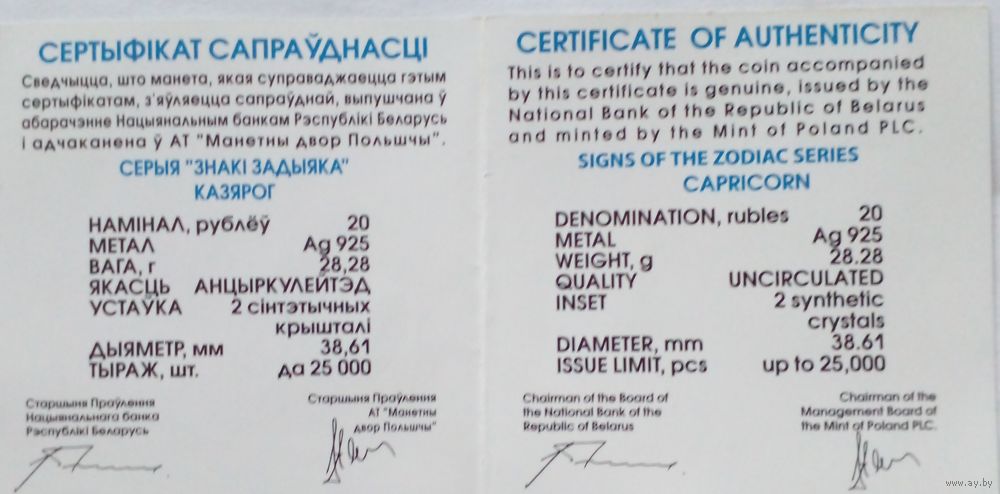 СЕРТЫФІКАТ САПРАЎДНАСЦІ
Сведчыцца, што манета, якая суправаджаецца гэтым
сертыфікатам, з'яўляецца сапраўднай, выпушчана ў
абарачэнне Нацыянальным банкам Рэспублікі Беларусь
і адчаканена ў АТ "Манетны двор Польшчы".
СЕРЫЯ "ЗНАКІ ЗАДЫЯКА"
КАЗЯРОГ
НАМІНАЛ, рублёў 20
МЕТАЛ Ag 925
ВАГА, г 28,28
ЯКАСЦЬ АНЦЫРКУЛЕЙТЭД
УСТАЎКА 2 сінтэтычных
крышталі
ДЫЯМЕТР, мм 38,61
ТЫРАЖ, шт. да 25 000
Старшыня Праўлення
Нацыянальнага банка
Рэспублікі Беларусь
Старшыня Праўлення
АТ "Манетны
двор Польшчы"
CERTIFICATE OF AUTHENTICITY
This is to certify that the coin accompanied
by this certificate is genuine, issued by the
National Bank of the Republic of Belarus
and minted by the Mint of Poland PLC.
SIGNS OF THE ZODIAC SERIES
CAPRICORN
DENOMINATION, rubles 20
METAL Ag 925
WEIGHT, g 28.28
QUALITY UNCIRCULATED
INSET 2 synthetic
crystals
DIAMETER, mm 38.61
ISSUE LIMIT, pcs up to 25,000
Chairman of the Board of
the National Bank of the
Republic of Belarus
Chairman of the
Management Board of
the Mint of Poland PLC.
www.ay.by